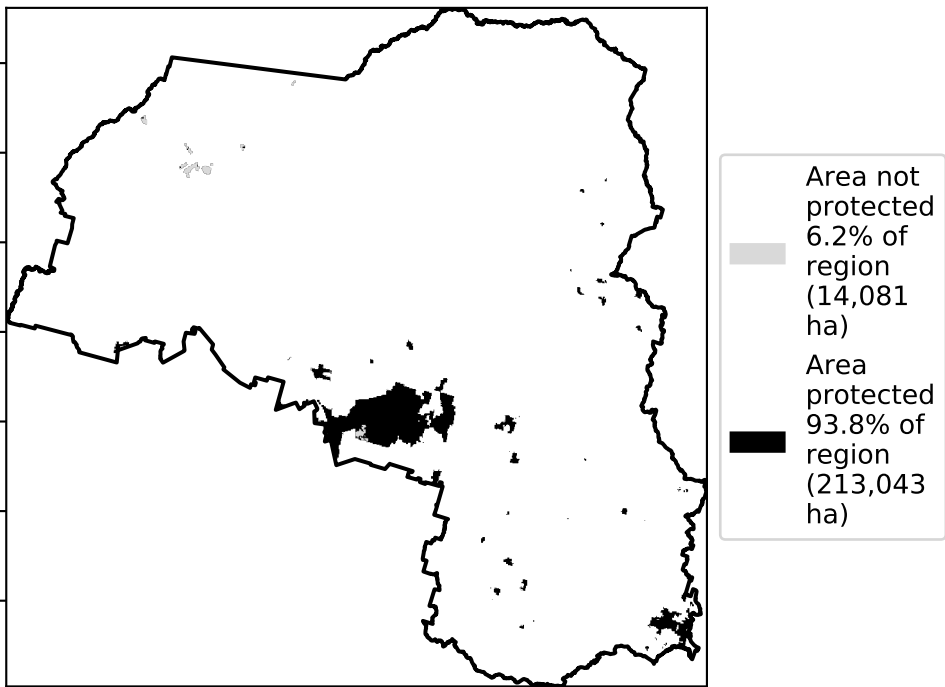 Area not
protected
6.2% of
region
(14,081
ha)
Area
protected
93.8% of
region
(213,043
ha)